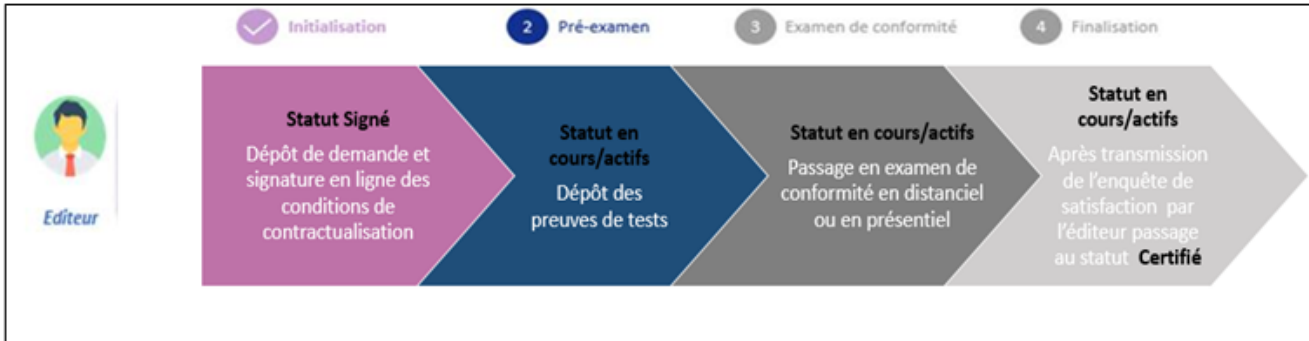 Initialisation
2 Pré-examen
3 Examen de conformité
4 Finalisation
Editeur
Statut Signé
Dépôt de demande et
signature en ligne des
conditions de
contractualisation
Statut en
cours/actifs
Dépôt des
preuves de tests
Statut en cours/actifs
Passage en examen de
conformité en distanciel
ou en présentiel
Statut en
cours/actifs
Après transmission
de l'enquête de
satisfaction par
l'éditeur passage
au statut Certifié